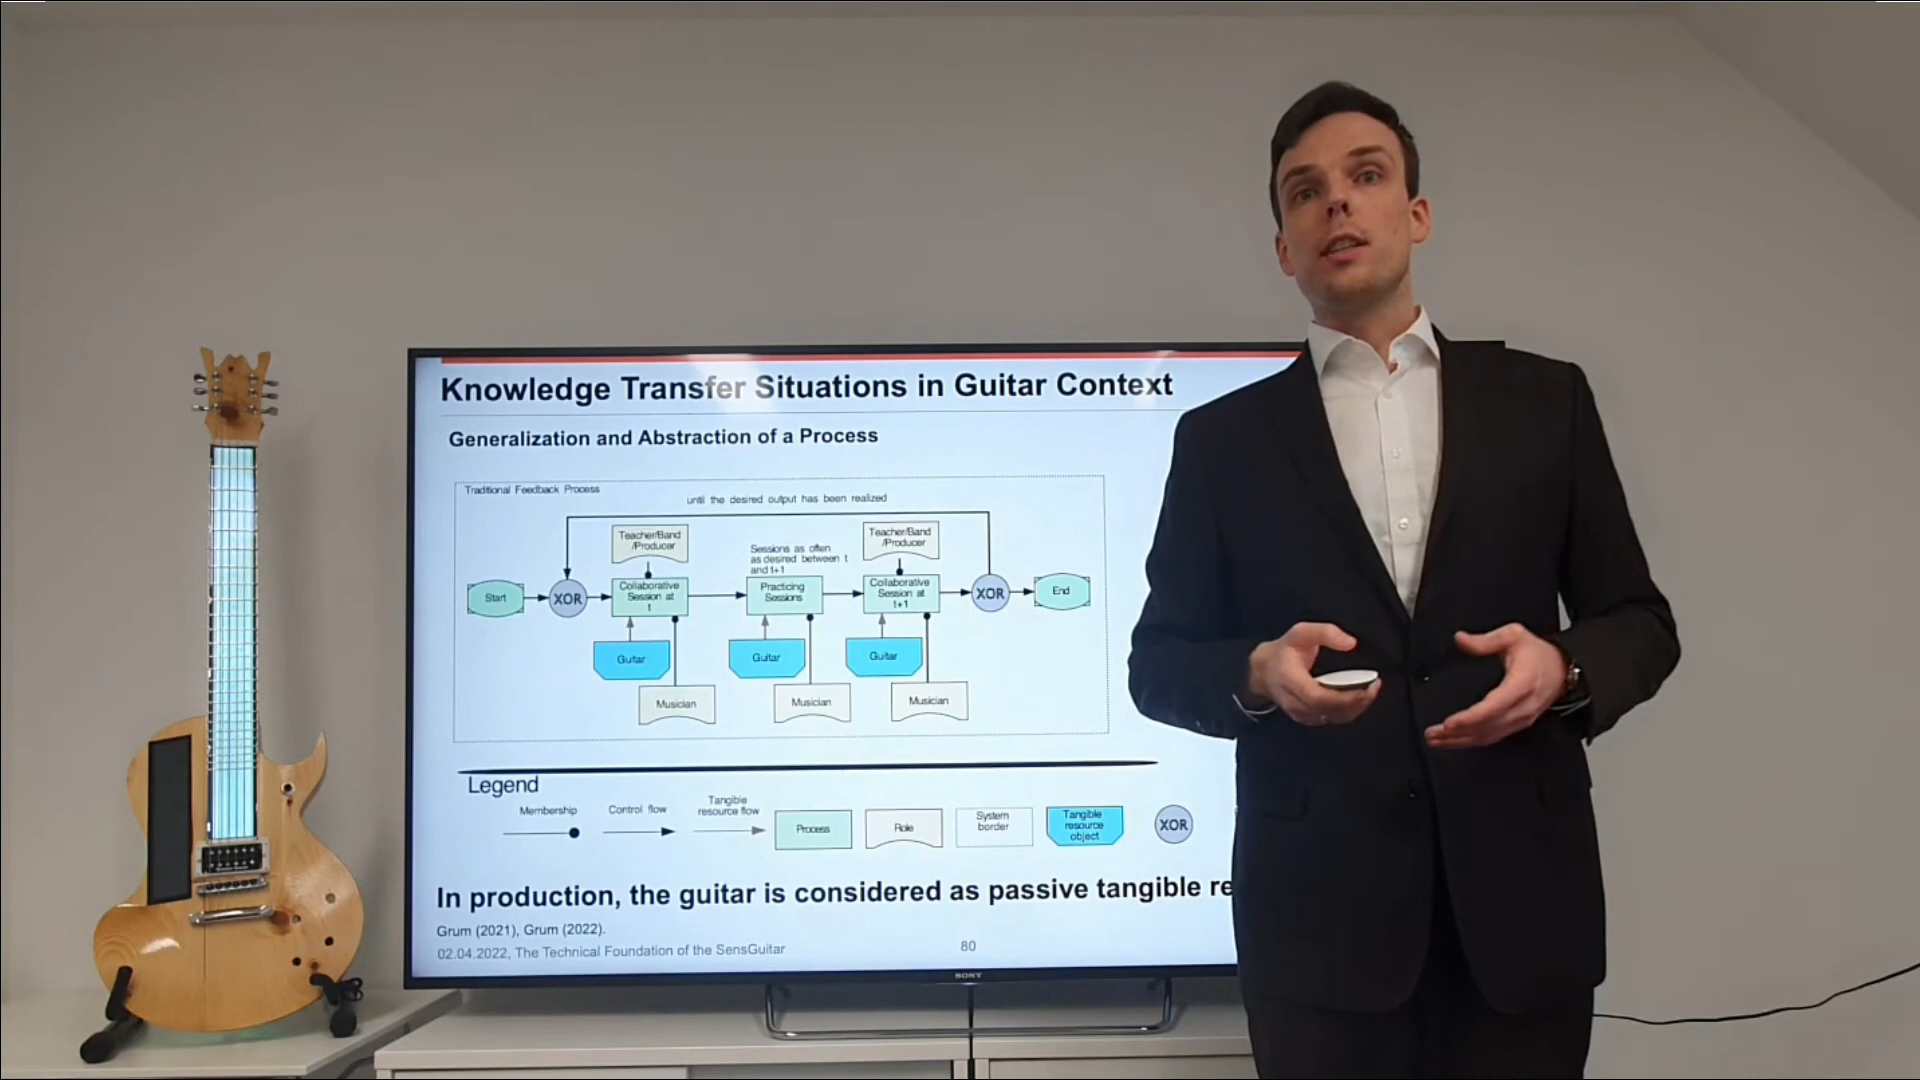 Knowledge Transfer Situations in Guitar Context
Generalization and Abstraction of a Process
Traditional Feedback Process
until the desired output has been realized
Teacher/Band
/Producer
Sessions as often
as desired between t
and t+1
Teacher/Band
/Producer
Start
XOR
Collaborative
Session at
t
Practicing
Sessions
Collaborative
Session at
t+1
XOR
End
Guitar
Guitar
Guitar
Musician
Musician
Musician
Legend
Membership
Control flow
Tangible
resource flow
Process
Role
System
border
Tangible
resource
object
XOR
In production, the guitar is considered as passive tangible re
Grum (2021), Grum (2022).
02.04.2022, The Technical Foundation of the SensGuitar
80
SONY